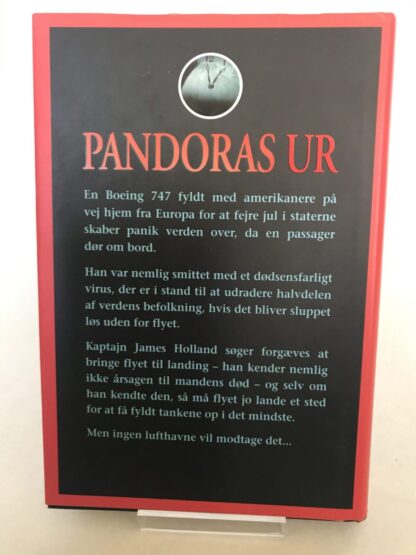 12
PANDORAS UR
En Boeing 747 fyldt med amerikanere på
vej hjem fra Europa for at fejre jul i staterne
skaber panik verden over, da en passager
dør om bord.
Han var nemlig smittet med et dødsensfarligt
virus, der er i stand til at udradere halvdelen
af verdens befolkning, hvis det bliver sluppet
løs uden for flyet.
Kaptajn James Holland søger forgæves at
bringe flyet til landing – han kender nemlig
ikke årsagen til mandens død – og selv om
han kendte den, så må flyet jo lande et sted
for at få fyldt tankene op i det mindste.
Men ingen lufthavne vil modtage det...